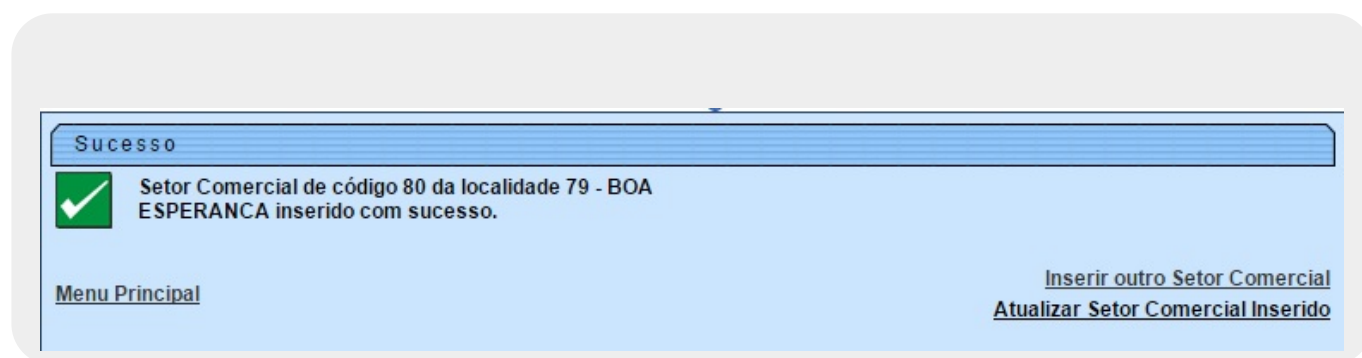 Sucesso
Setor Comercial de código 80 da localidade 79 - BOA
ESPERANCA inserido com sucesso.
Inserir outro Setor Comercial
Menu Principal
Atualizar Setor Comercial Inserido